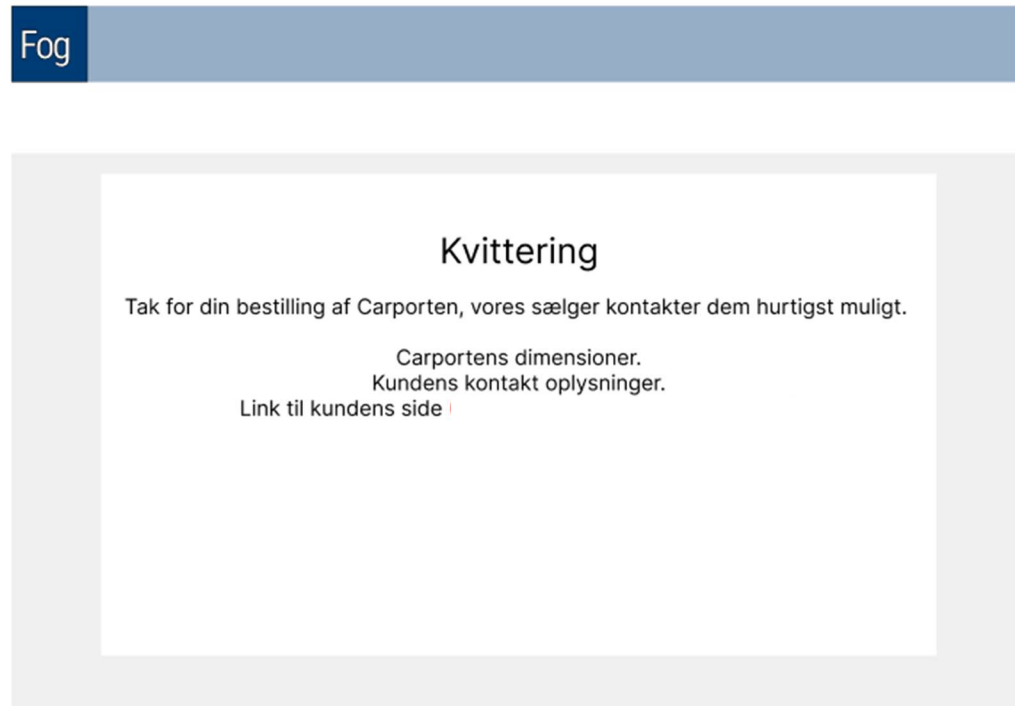 Fog
Kvittering
Tak for din bestilling af Carporten, vores sælger kontakter dem hurtigst muligt.
Carportens dimensioner.
Kundens kontakt oplysninger.
Link til kundens side